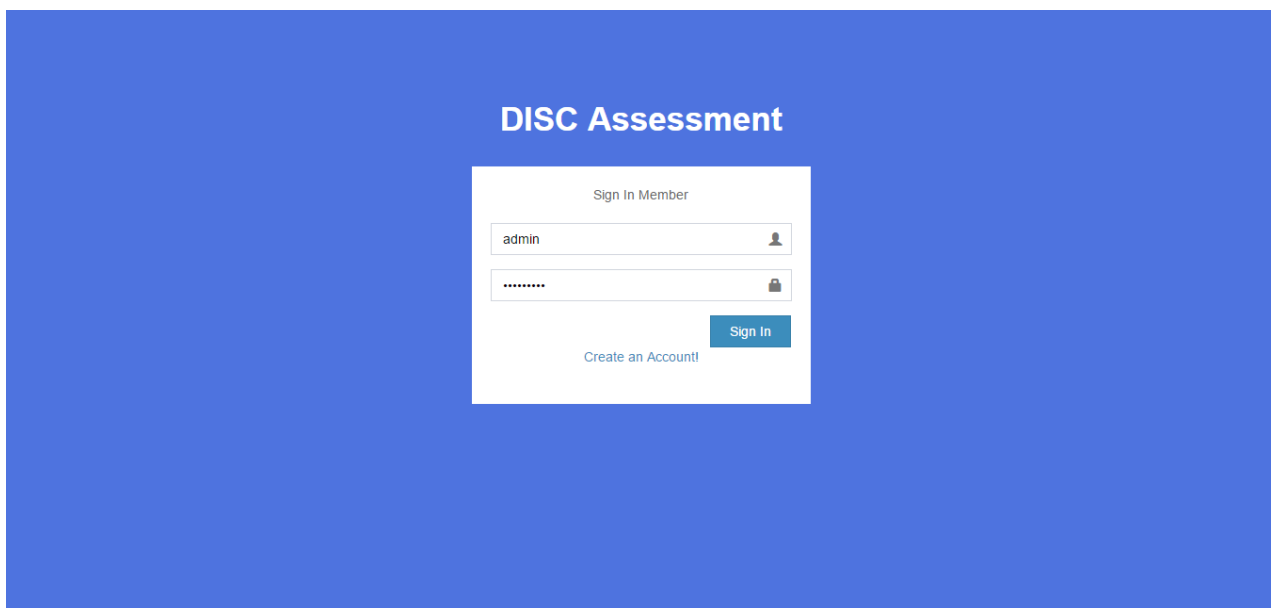 DISC Assessment
Sign In Member
admin
•••••••••
Sign In
Create an Account!